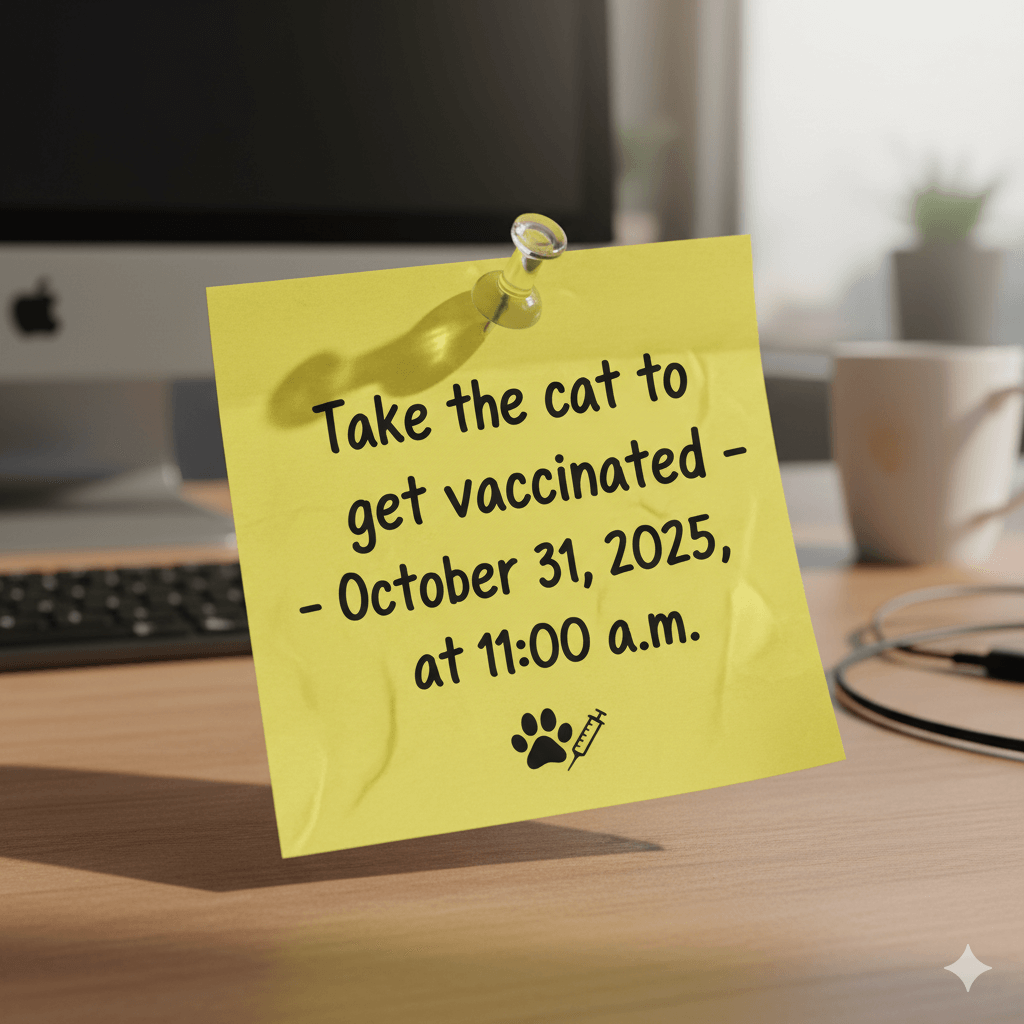 Take the cat to
get vaccinated -
- October 31, 2025,
at 11:00 a.m.